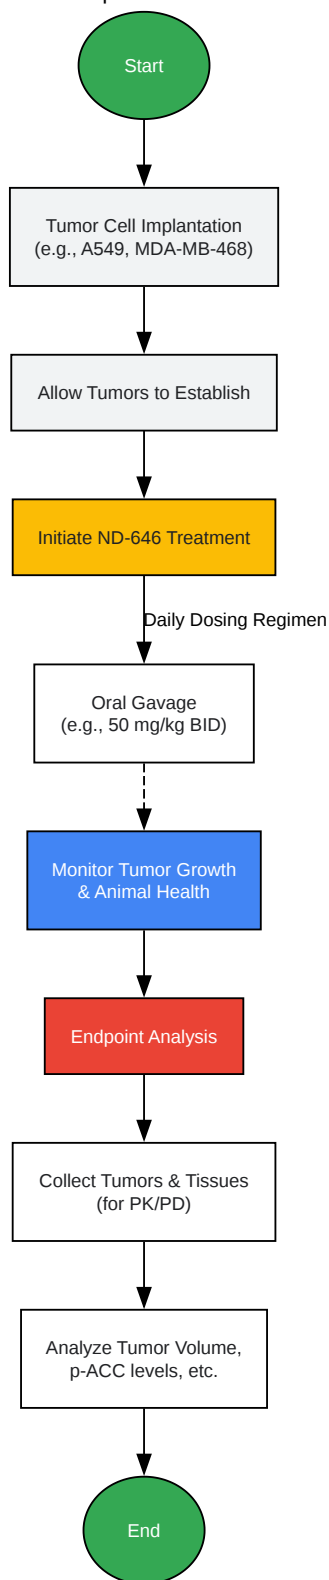 Start
Tumor Cell Implantation
(e.g., A549, MDA-MB-468)
Allow Tumors to Establish
Initiate ND-646 Treatment
Daily Dosing Regimen
Oral Gavage
(e.g., 50 mg/kg BID)
Monitor Tumor Growth
& Animal Health
Endpoint Analysis
Collect Tumors & Tissues
(for PK/PD)
Analyze Tumor Volume,
p-ACC levels, etc.
End